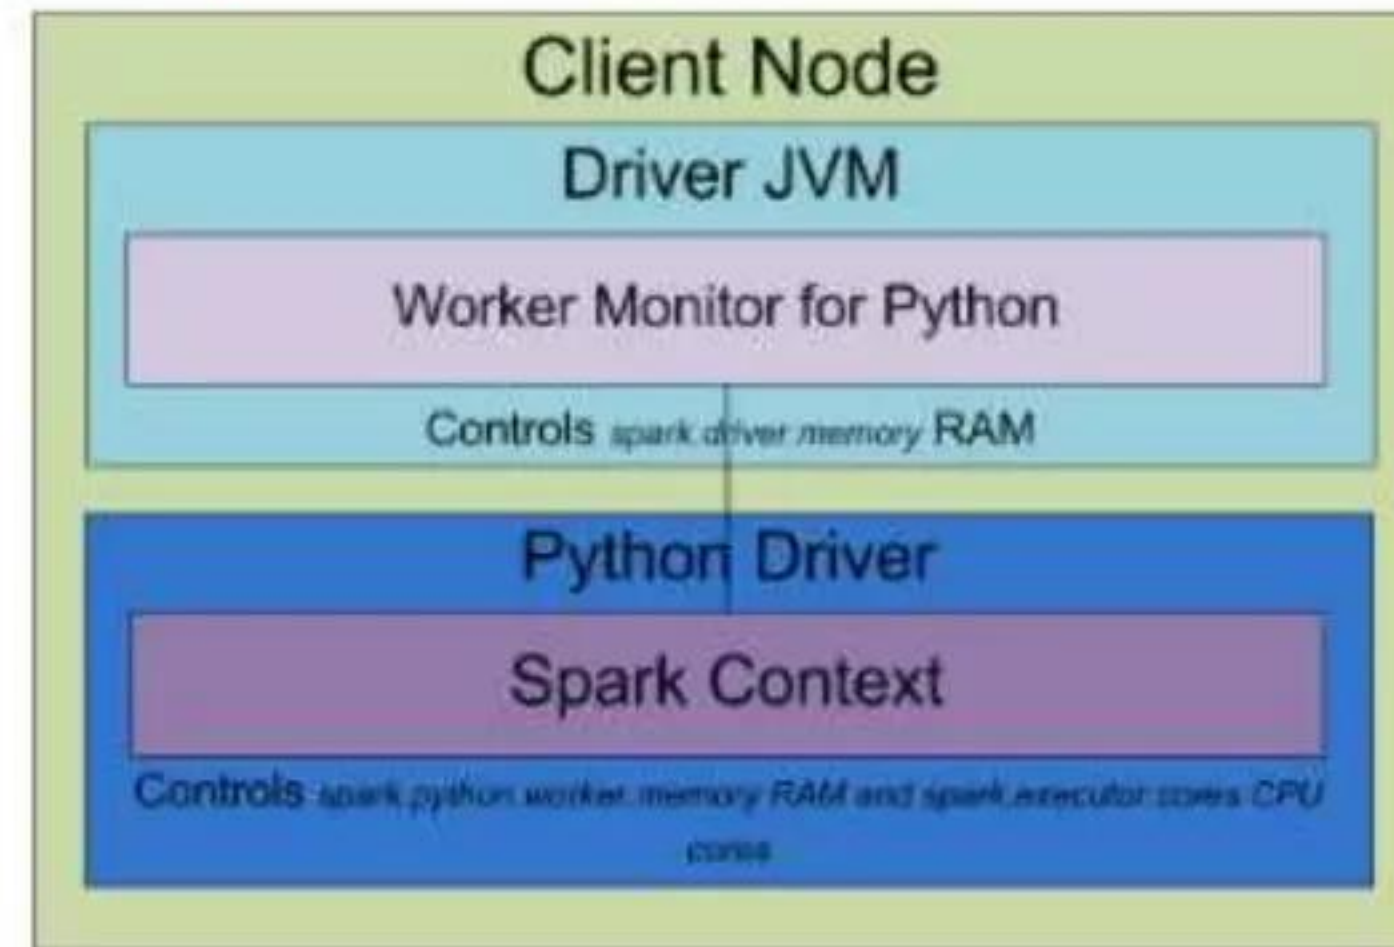 Client Node
Driver JVM
Worker Monitor for Python
Controls spark.driver.memory RAM
Python Driver
Spark Context
Controls spark.python.worker.memory RAM and spark.executor.cores CPU
cores